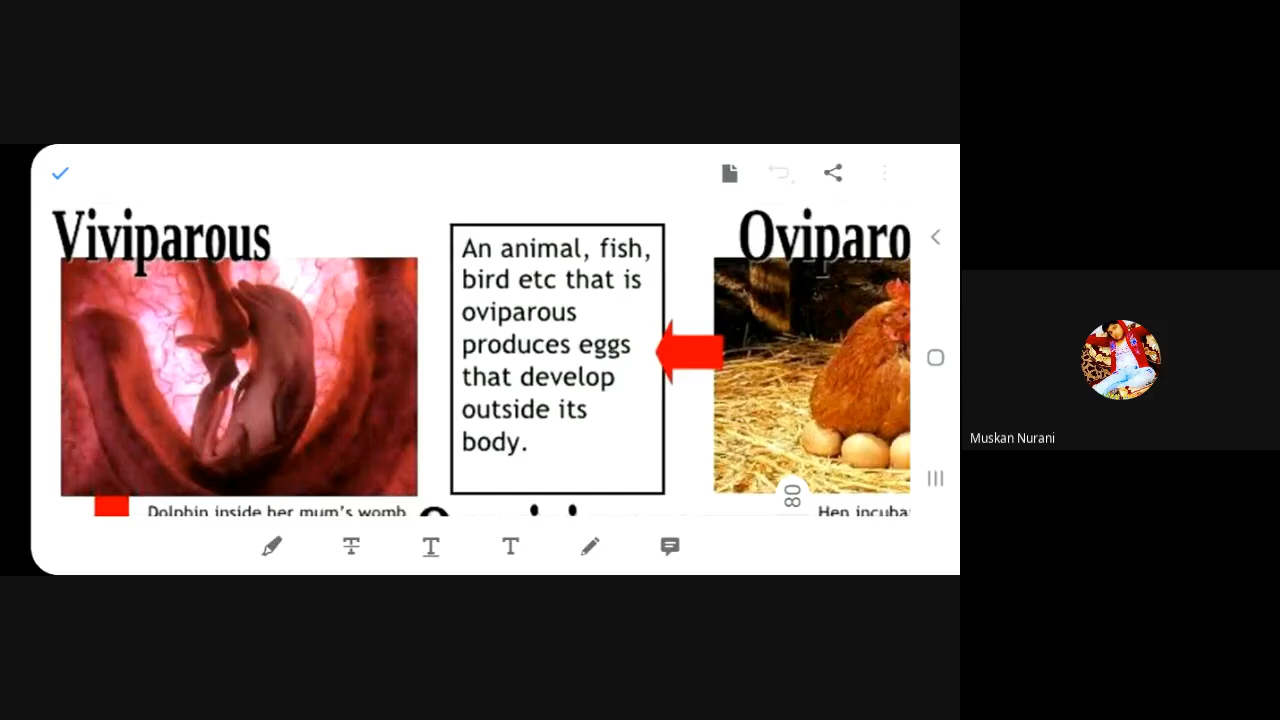 Viviparous
An animal, fish,
bird etc that is
oviparous
produces eggs
that develop
outside its
body.
Oviparo
Dolphin inside her mum's womb
80
Hen incuba
Muskan Nurani